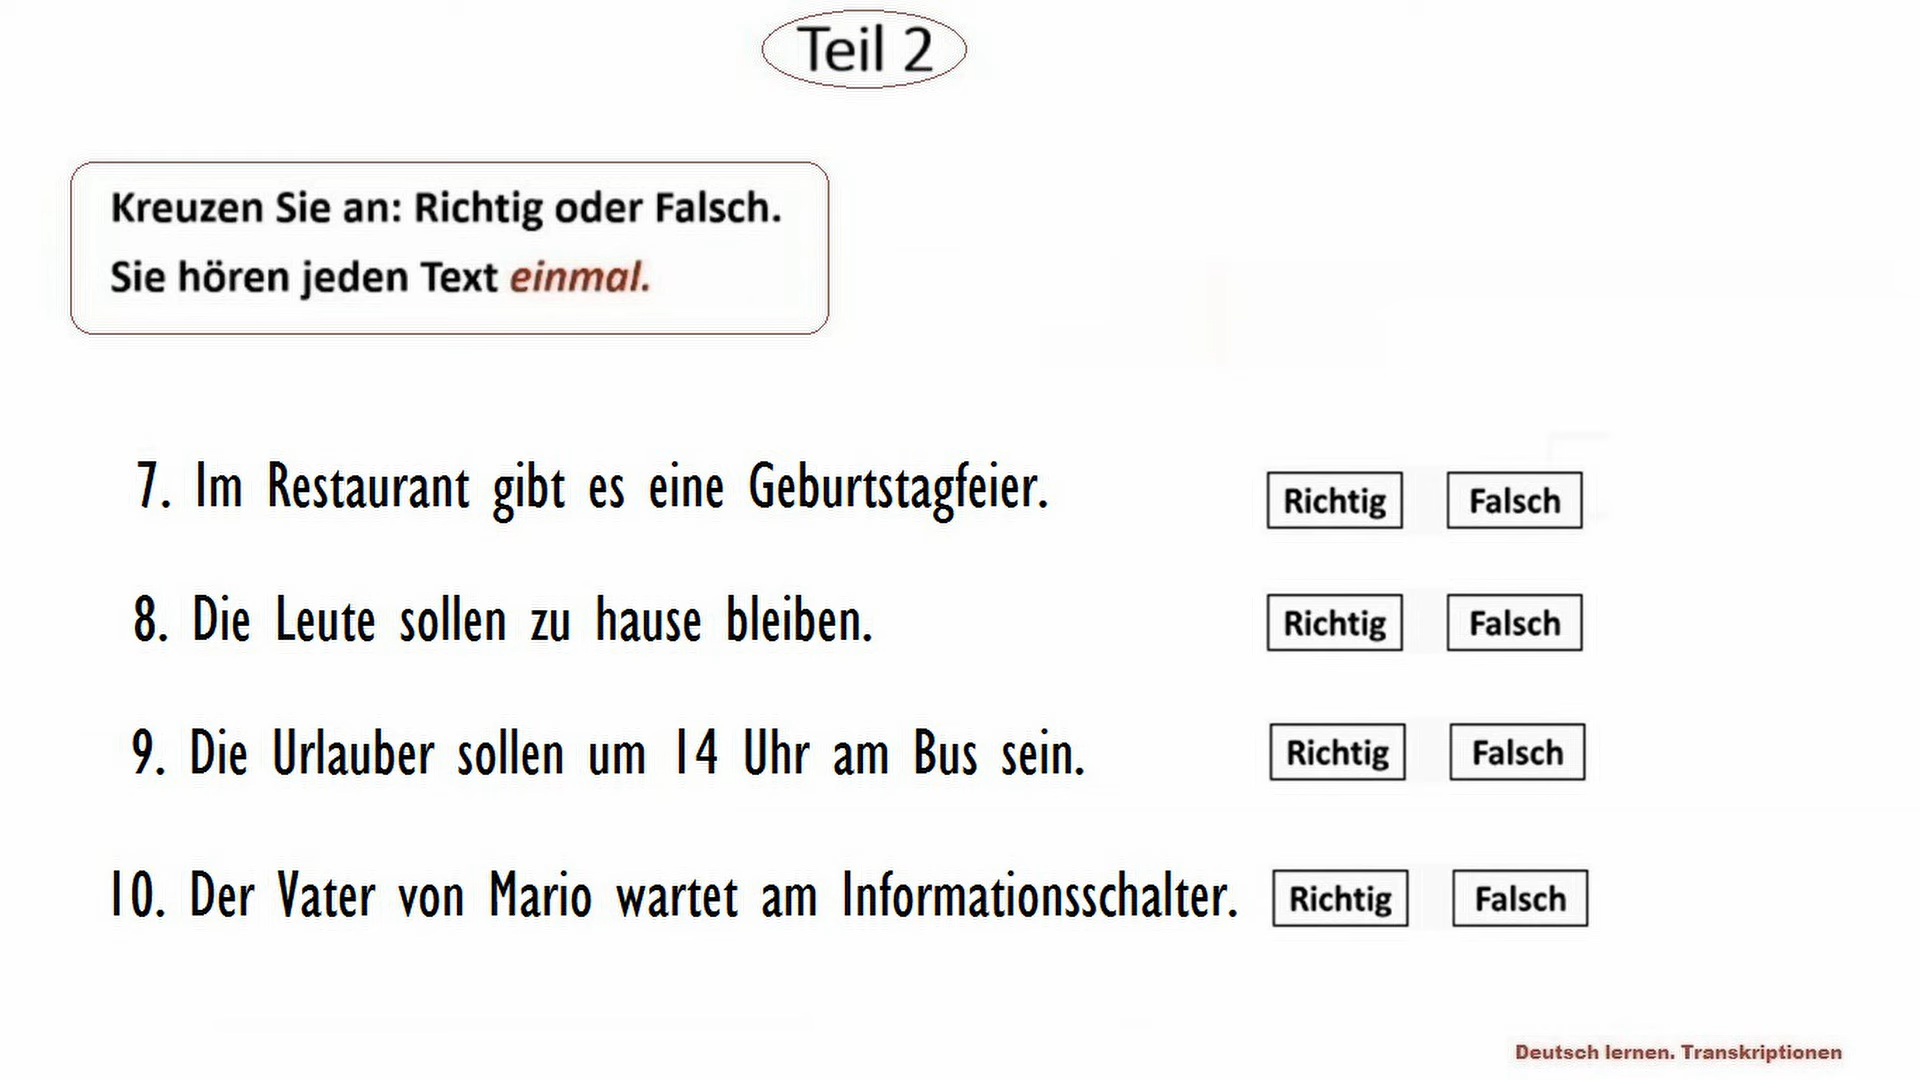 Teil 2
Kreuzen Sie an: Richtig oder Falsch.
Sie hören jeden Text einmal.
7. Im Restaurant gibt es eine Geburtstagfeier. Richtig Falsch
8. Die Leute sollen zu hause bleiben. Richtig Falsch
9. Die Urlauber sollen um 14 Uhr am Bus sein. Richtig Falsch
10. Der Vater von Mario wartet am Informationsschalter. Richtig Falsch
Deutsch lernen. Transkriptionen